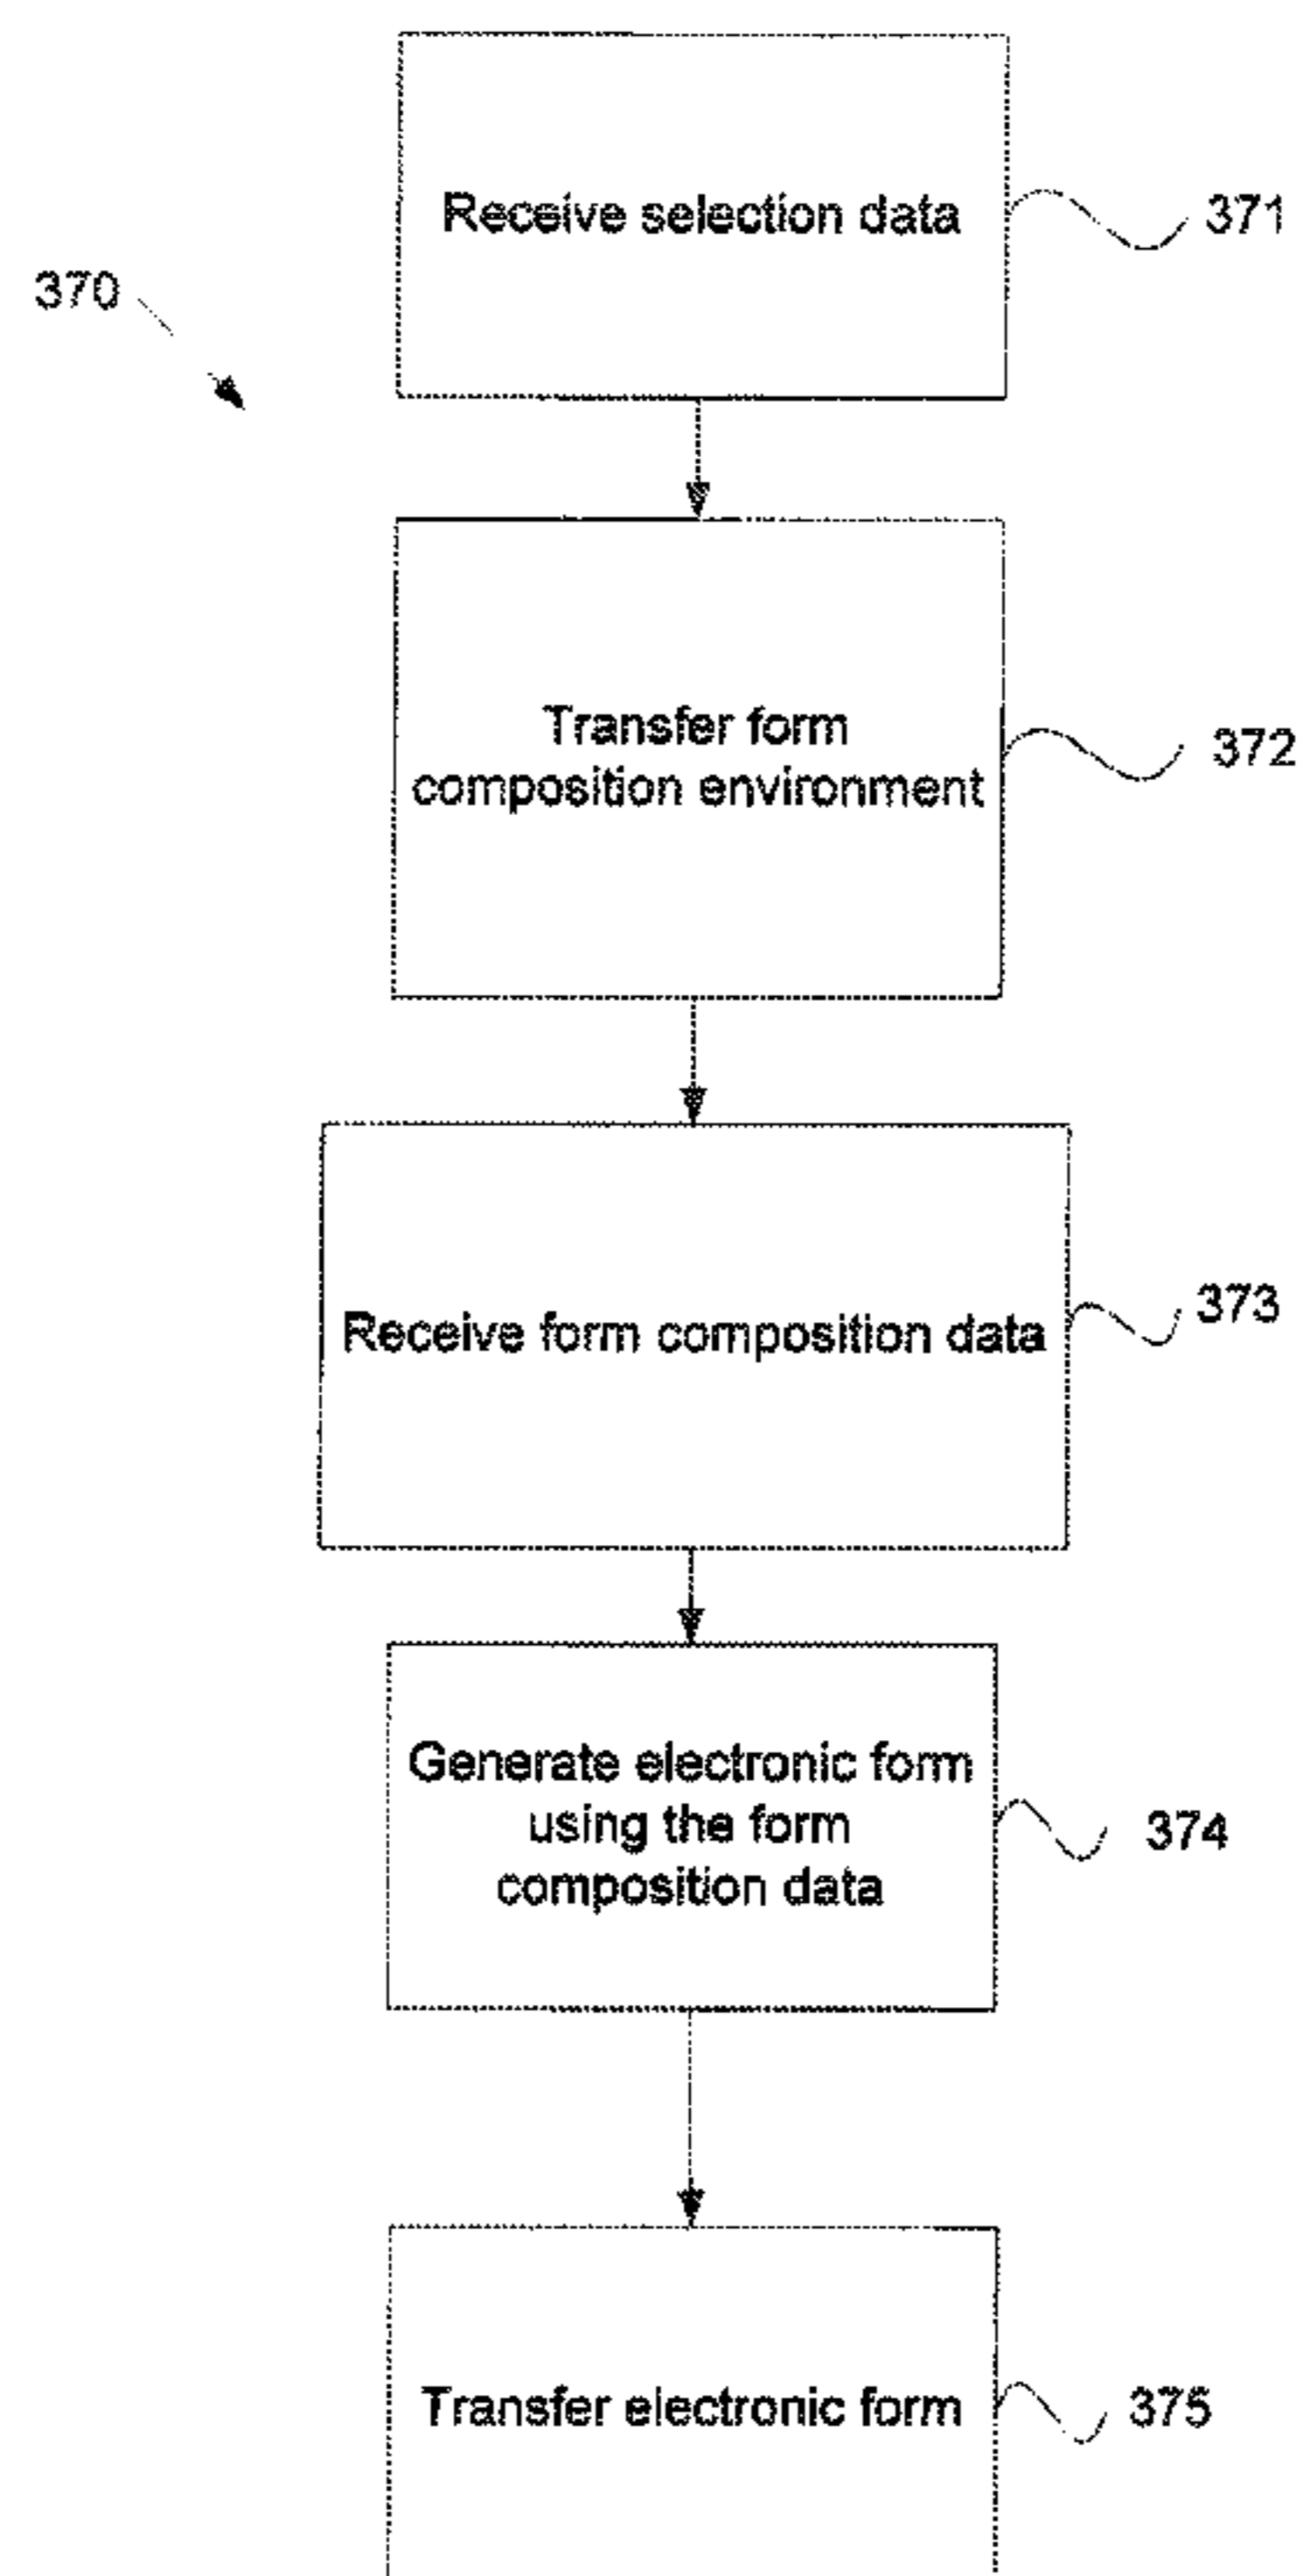 Receive selection data
371
370
Transfer form
composition environment
372
Receive form composition data
373
Generate electronic form
using the form
composition data
374
Transfer electronic form
375